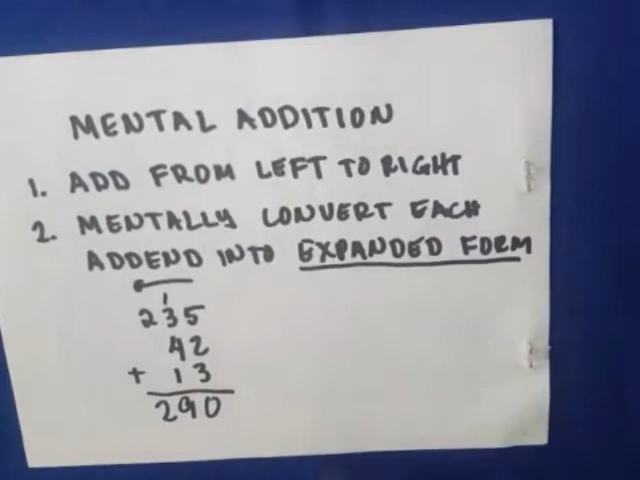 MENTAL ADDITION
1. ADD FROM LEFT TO RIGHT
2. MENTALLY CONVERT EACH
ADDEND INTO EXPANDED FORM
1
235
42
+ 13
290